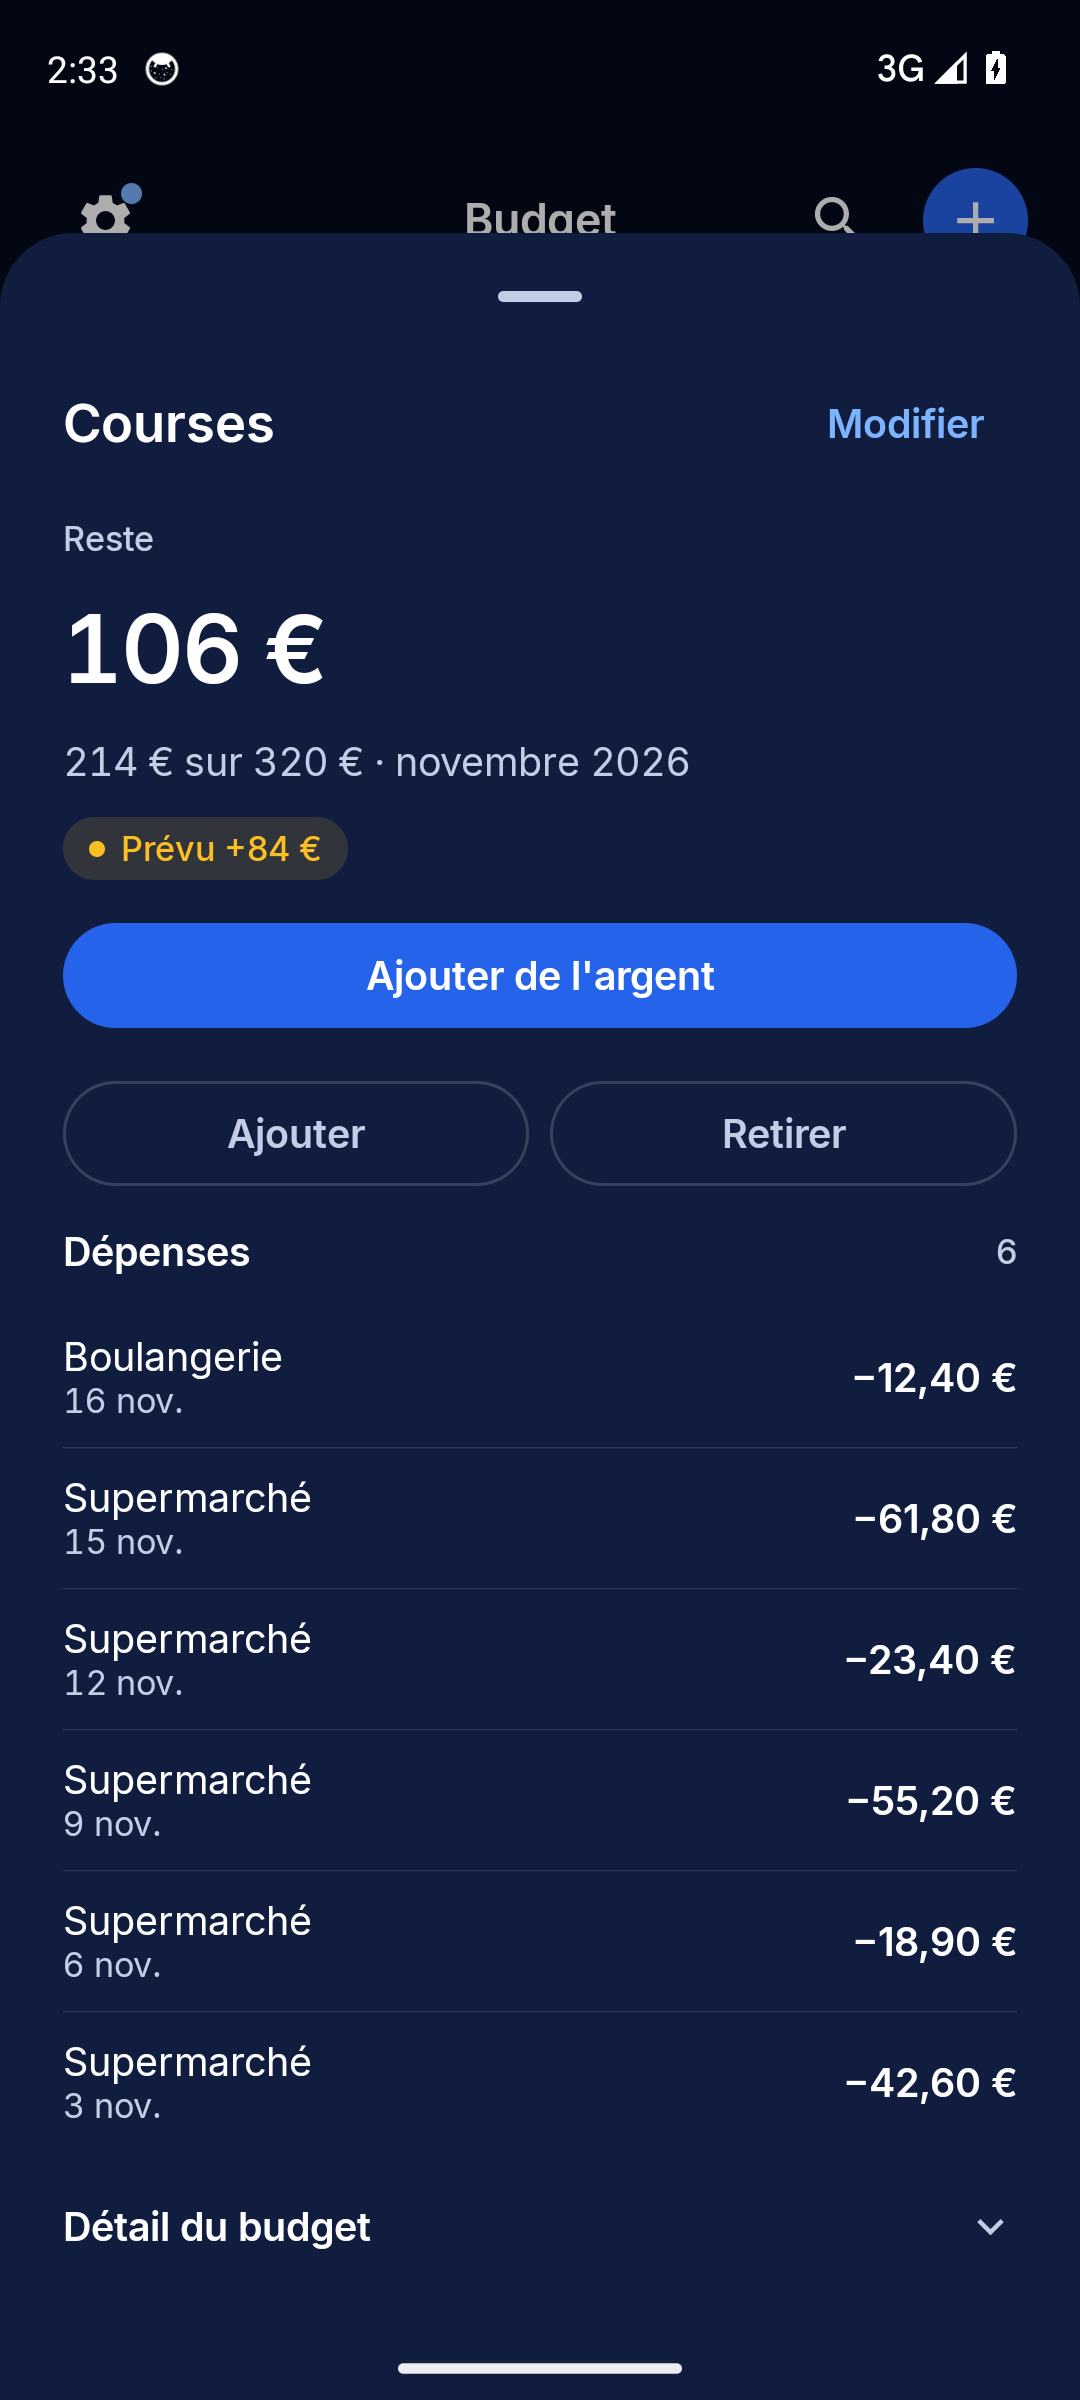 2:33
3G
Budget
Courses
Modifier
Reste
106 €
214 € sur 320 € · novembre 2026
Prévu +84 €
Ajouter de l'argent
Ajouter
Retirer
Dépenses
6
Boulangerie
16 nov.
−12,40 €
Supermarché
15 nov.
−61,80 €
Supermarché
12 nov.
−23,40 €
Supermarché
9 nov.
−55,20 €
Supermarché
6 nov.
−18,90 €
Supermarché
3 nov.
−42,60 €
Détail du budget